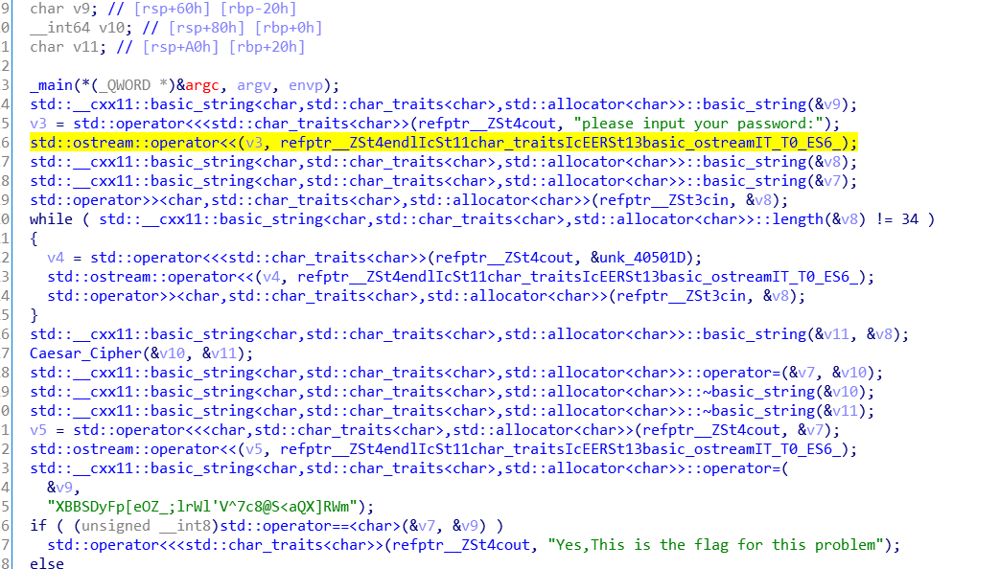 9 char v9; // [rsp+60h] [rbp-20h]
0 __int64 v10; // [rsp+80h] [rbp+0h]
1 char v11; // [rsp+A0h] [rbp+20h]
2
3 _main(*(_QWORD *)&argc, argv, envp);
4 std::__cxx11::basic_string<char,std::char_traits<char>,std::allocator<char>>::basic_string(&v9);
5 v3 = std::operator<<<std::char_traits<char>>(refptr__ZSt4cout, "please input your password:");
6 std::ostream::operator<<(v3, refptr__ZSt4endlIcSt11char_traitsIcEERSt13basic_ostreamIT_T0_ES6_);
7 std::__cxx11::basic_string<char,std::char_traits<char>,std::allocator<char>>::basic_string(&v8);
8 std::__cxx11::basic_string<char,std::char_traits<char>,std::allocator<char>>::basic_string(&v7);
9 std::operator>><char,std::char_traits<char>,std::allocator<char>>(refptr__ZSt3cin, &v8);
0 while ( std::__cxx11::basic_string<char,std::char_traits<char>,std::allocator<char>>::length(&v8) != 34 )
1 {
2 v4 = std::operator<<<std::char_traits<char>>(refptr__ZSt4cout, &unk_40501D);
3 std::ostream::operator<<(v4, refptr__ZSt4endlIcSt11char_traitsIcEERSt13basic_ostreamIT_T0_ES6_);
4 std::operator>><char,std::char_traits<char>,std::allocator<char>>(refptr__ZSt3cin, &v8);
5 }
6 std::__cxx11::basic_string<char,std::char_traits<char>,std::allocator<char>>::basic_string(&v11, &v8);
7 Caesar_Cipher(&v10, &v11);
8 std::__cxx11::basic_string<char,std::char_traits<char>,std::allocator<char>>::operator=(&v7, &v10);
9 std::__cxx11::basic_string<char,std::char_traits<char>,std::allocator<char>>::~basic_string(&v10);
0 std::__cxx11::basic_string<char,std::char_traits<char>,std::allocator<char>>::~basic_string(&v11);
1 v5 = std::operator<<<char,std::char_traits<char>,std::allocator<char>>(refptr__ZSt4cout, &v7);
2 std::ostream::operator<<(v5, refptr__ZSt4endlIcSt11char_traitsIcEERSt13basic_ostreamIT_T0_ES6_);
3 std::__cxx11::basic_string<char,std::char_traits<char>,std::allocator<char>>::operator=(
4 &v9,
5 "XBBSDyFp[eOZ_;lrWl'V^7c8@S<aQX]RWm");
6 if ( (unsigned __int8)std::operator==<char>(&v7, &v9) )
7 std::operator<<<std::char_traits<char>>(refptr__ZSt4cout, "Yes,This is the flag for this problem");
8 else